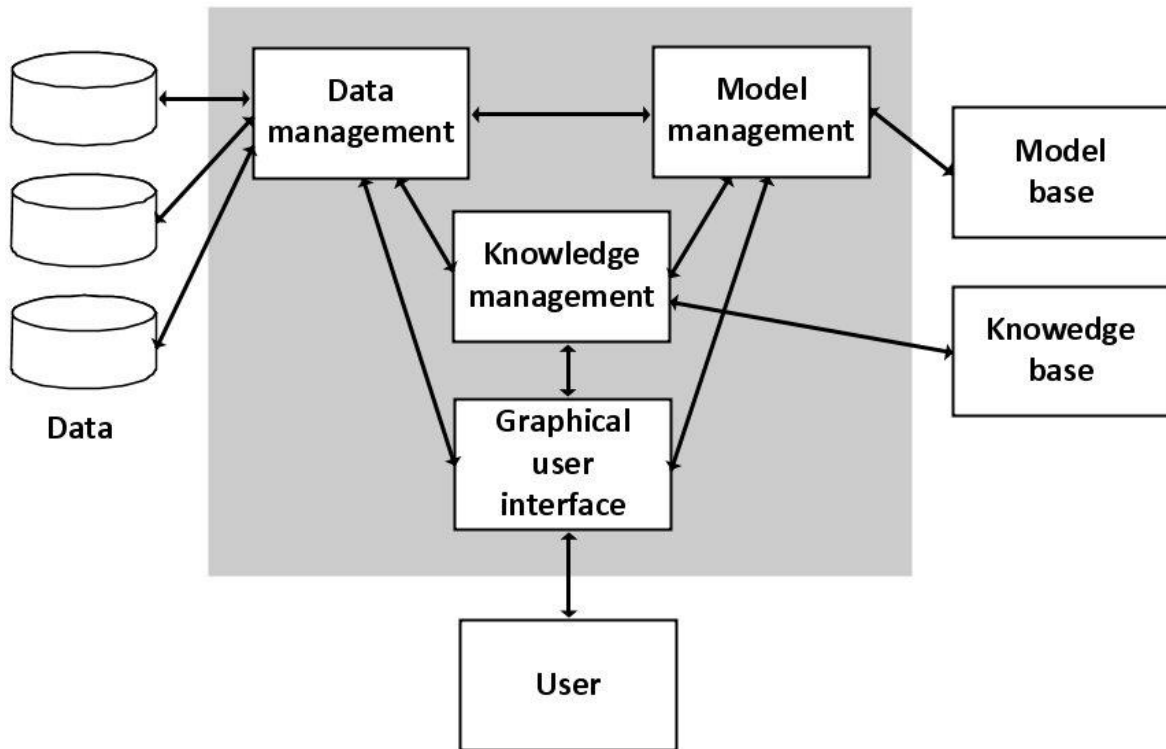 Data
management
Model
management
Model
base
Knowledge
management
Knowedge
base
Data
Graphical
user
interface
User